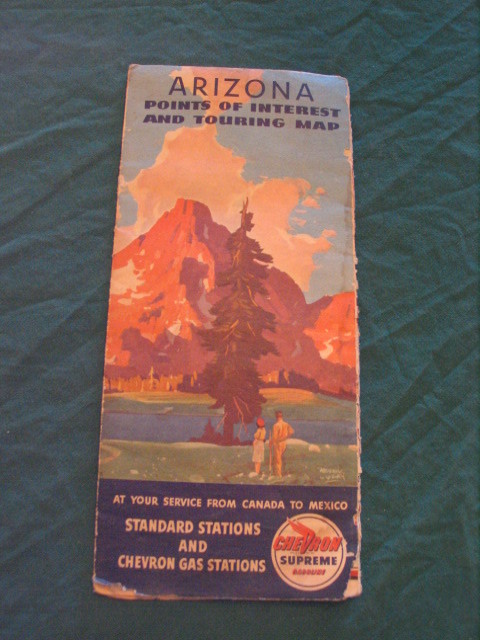 ARIZONA
POINTS OF INTEREST
AND TOURING MAP
AT YOUR SERVICE FROM CANADA TO MEXICO
STANDARD STATIONS
AND
CHEVRON GAS STATIONS
CHEVRON
SUPREME
GASOLINE